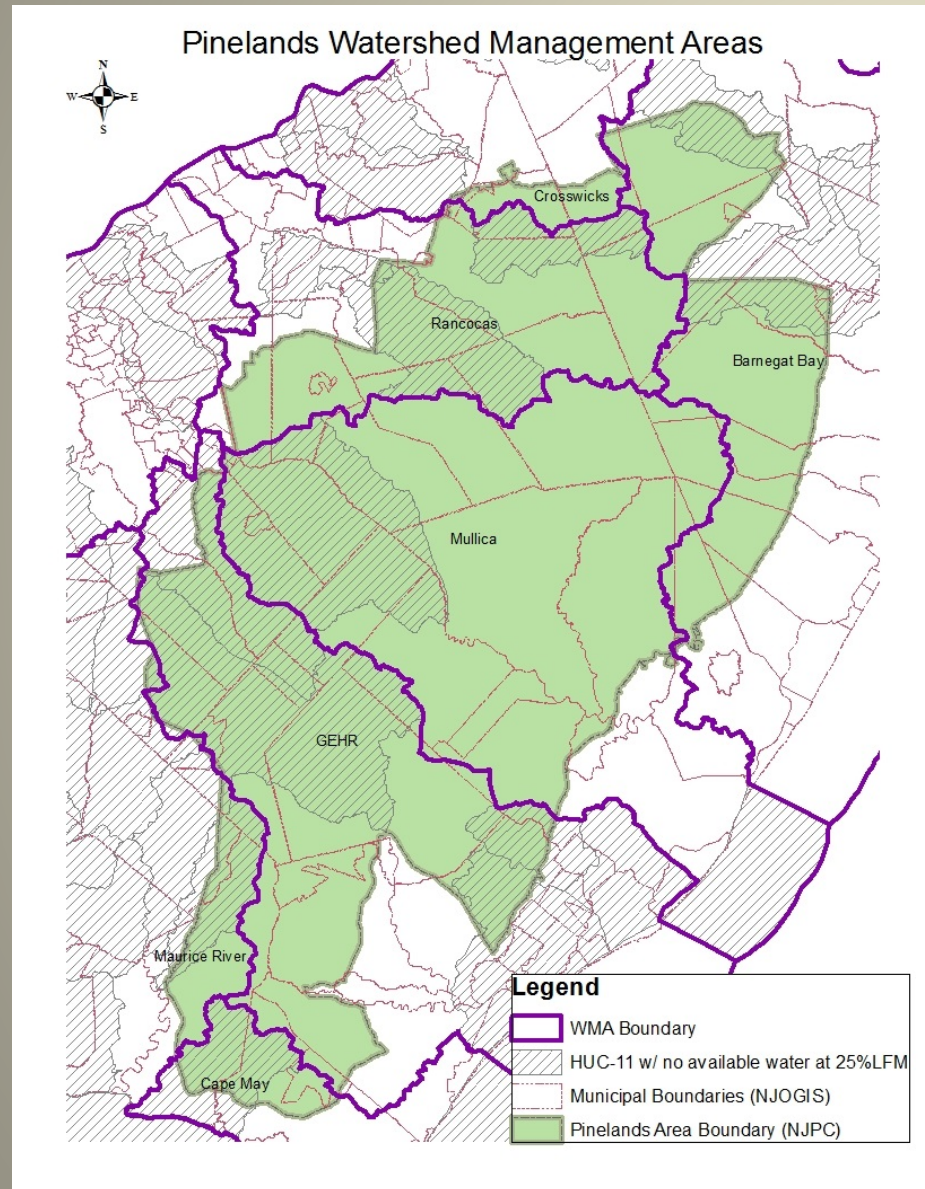 Pinelands Watershed Management Areas
N
W E
S
Crosswicks
Rancocas
Barnegat Bay
Mullica
GEHR
Maurice River
Cape May
Legend
WMA Boundary
HUC-11 w/ no available water at 25%LFM
Municipal Boundaries (NJOGIS)
Pinelands Area Boundary (NJPC)